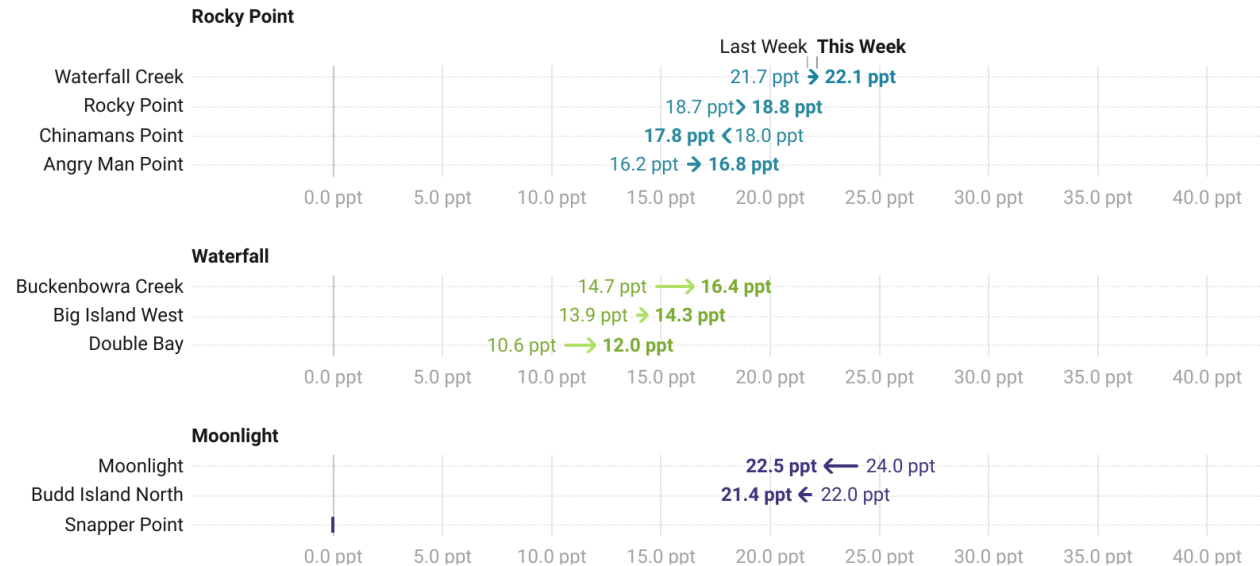 Rocky Point
Last Week This Week
Waterfall Creek 21.7 ppt 22.1 ppt
Rocky Point 18.7 ppt 18.8 ppt
Chinamans Point 17.8 ppt 18.0 ppt
Angry Man Point 16.2 ppt 16.8 ppt
0.0 ppt 5.0 ppt 10.0 ppt 15.0 ppt 20.0 ppt 25.0 ppt 30.0 ppt 35.0 ppt 40.0 ppt
Waterfall
Buckenbowra Creek 14.7 ppt 16.4 ppt
Big Island West 13.9 ppt 14.3 ppt
Double Bay 10.6 ppt 12.0 ppt
0.0 ppt 5.0 ppt 10.0 ppt 15.0 ppt 20.0 ppt 25.0 ppt 30.0 ppt 35.0 ppt 40.0 ppt
Moonlight
Moonlight 22.5 ppt 24.0 ppt
Budd Island North 21.4 ppt 22.0 ppt
Snapper Point
0.0 ppt 5.0 ppt 10.0 ppt 15.0 ppt 20.0 ppt 25.0 ppt 30.0 ppt 35.0 ppt 40.0 ppt